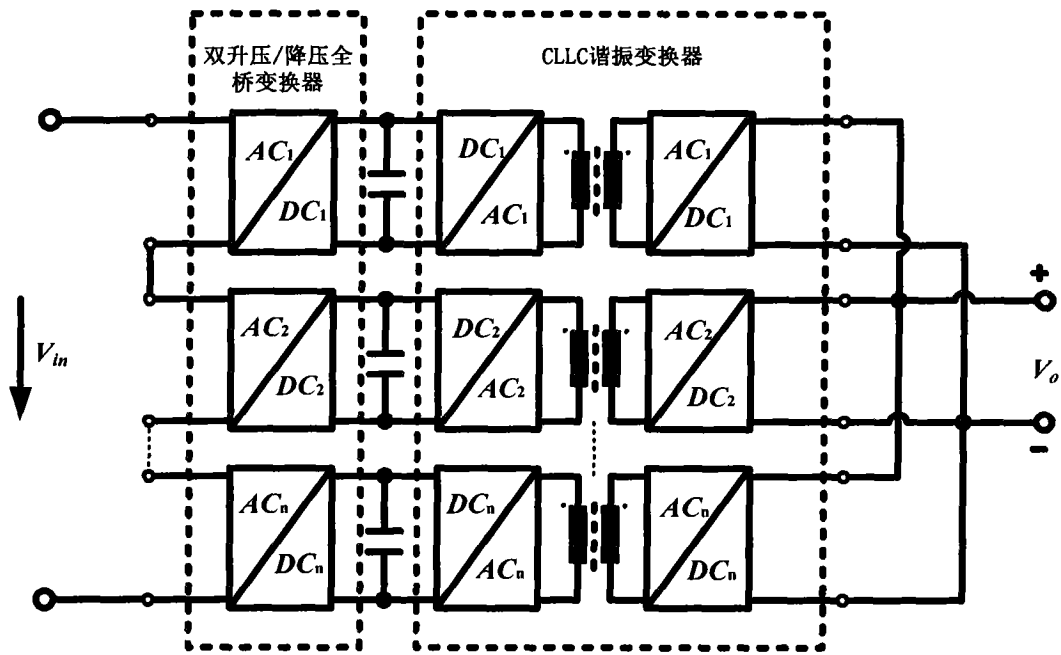 双升压/降压全
桥变换器
CLLC谐振变换器
AC₁
DC₁
DC₁
AC₁
AC₁
DC₁
AC₂
DC₂
DC₂
AC₂
AC₂
DC₂
ACₙ
DCₙ
DCₙ
ACₙ
ACₙ
DCₙ
Vᵢₙ
+
Vₒ
−